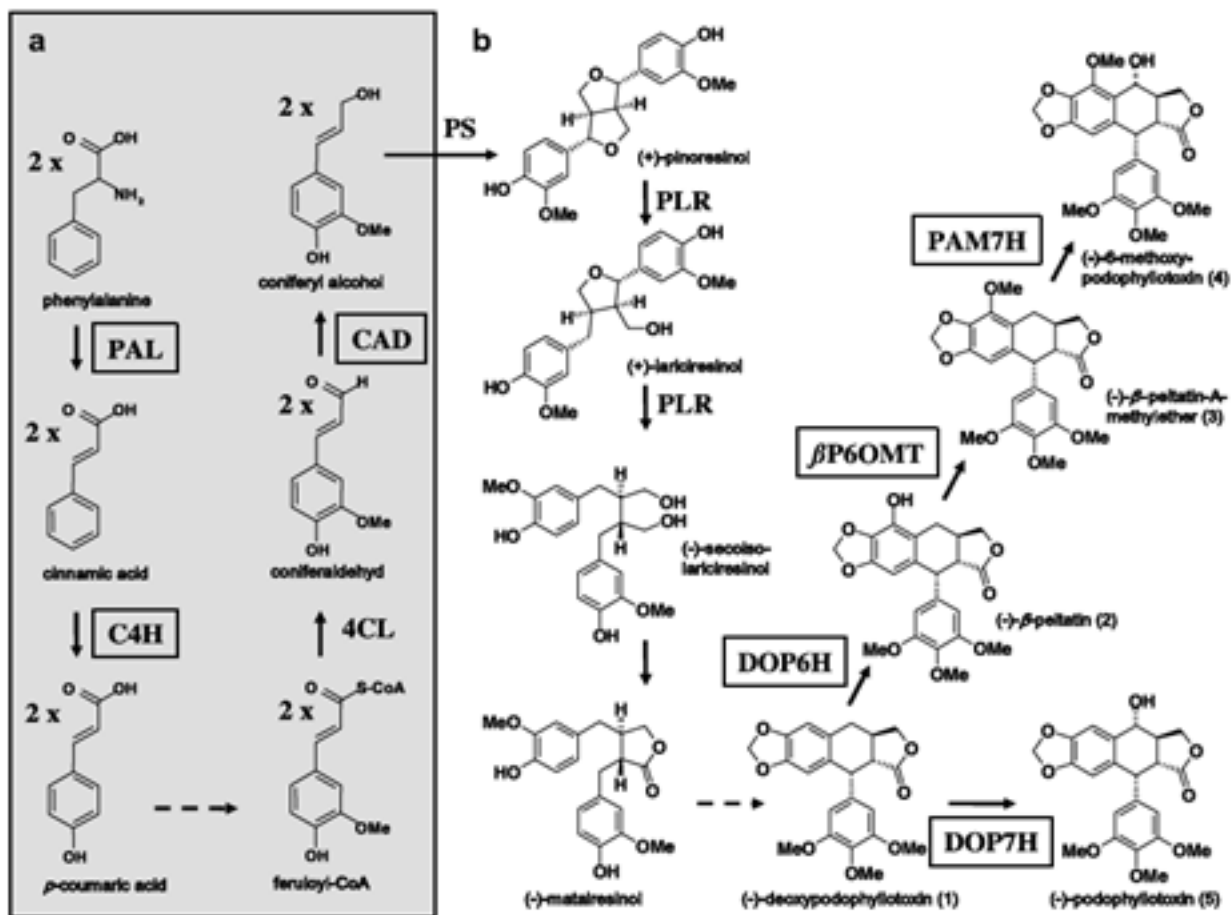 a
2 x
O
OH
NH₂
phenylalanine
PAL
2 x
O
OH
cinnamic acid
C4H
2 x
O
OH
OH
p-coumaric acid
2 x
O
S-CoA
OMe
OH
feruloyl-CoA
4CL
2 x
O
H
OMe
OH
coniferaldehyd
CAD
2 x
OH
OMe
OH
coniferyl alcohol
PS
b
OH
OMe
O
H
H
O
HO
OMe
(+)-pinoresinol
PLR
OH
OMe
O
H
H
OH
HO
OMe
(+)-lariciresinol
PLR
MeO
HO
H
OH
OH
H
OMe
OH
(-)-secoiso-
lariciresinol
MeO
HO
H
O
H
O
OMe
OH
(-)-matairesinol
O
O
O
O
MeO
OMe
OMe
(-)-deoxypodophyllotoxin (1)
DOP7H
OH
O
O
O
O
MeO
OMe
OMe
(-)-podophyllotoxin (5)
DOP6H
OH
O
O
O
O
MeO
OMe
OMe
(-)-β-peltatin (2)
βP6OMT
OMe
O
O
O
O
MeO
OMe
OMe
(-)-β-peltatin-A-
methylether (3)
PAM7H
OMe
OH
O
O
O
O
MeO
OMe
OMe
(-)-6-methoxy-
podophyllotoxin (4)